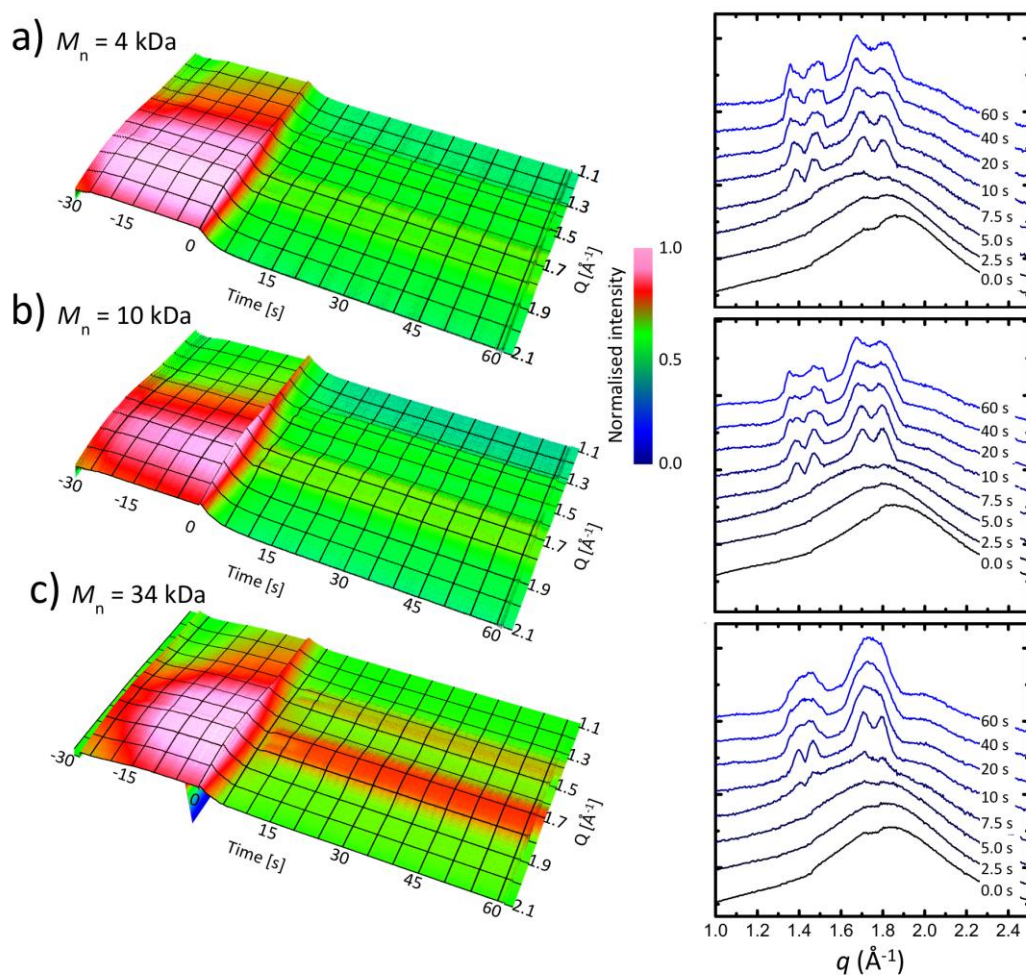 a) Mn = 4 kDa
-30
-15
0
15
30
45
60
Time [s]
1.1
1.3
1.5
1.7
1.9
2.1
Q [Å-1]
b) Mn = 10 kDa
-30
-15
0
15
30
45
60
Time [s]
1.1
1.3
1.5
1.7
1.9
2.1
Q [Å-1]
c) Mn = 34 kDa
-30
-15
0
15
30
45
60
Time [s]
1.1
1.3
1.5
1.7
1.9
2.1
Q [Å-1]
Normalised intensity
1.0
0.5
0.0
60 s
40 s
20 s
10 s
7.5 s
5.0 s
2.5 s
0.0 s
60 s
40 s
20 s
10 s
7.5 s
5.0 s
2.5 s
0.0 s
60 s
40 s
20 s
10 s
7.5 s
5.0 s
2.5 s
0.0 s
1.0 1.2 1.4 1.6 1.8 2.0 2.2 2.4
q (Å-1)